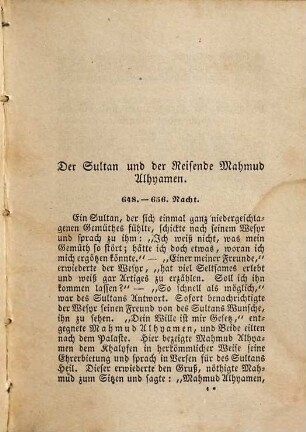 Der Sultan und der Reisende Mahmud
Alhyamen.
648. — 656. Nacht.
Ein Sultan, der sich einmal ganz niedergeschla-
genen Gemüthes fühlte, schickte nach seinem Wesyr
und sprach zu ihm: „Ich weiß nicht, was mein
Gemüth so stört; hätte ich doch etwas, woran ich
mich ergötzen könnte.“ — „Einer meiner Freunde,“
erwiederte der Wesyr, „hat viel Seltsames erlebt
und weiß gar Artiges zu erzählen. Soll ich ihn
kommen lassen?“ — „So schnell als möglich,“
war des Sultans Antwort. Sofort benachrichtigte
der Wesyr seinen Freund von des Sultans Wunsche,
ihn zu sehen. „Dein Wille ist mir Gesetz,“ ent-
gegnete Mahmud Alhyamen, und Beide eilten
nach dem Palaste. Hier bezeigte Mahmud Alhya-
men dem Khalyfen in herkömmlicher Weise seine
Ehrerbietung und sprach in Versen für des Sultans
Heil. Dieser erwiederte den Gruß, nöthigte Mah-
mud zum Sitzen und sagte: „Mahmud Alhyamen,